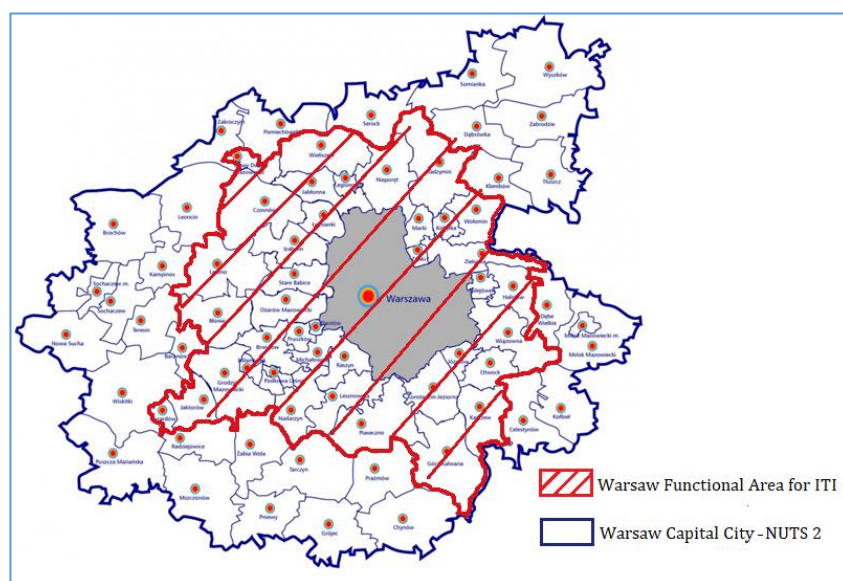 Wyszków
Somianka
Serock
Zakroczym
Pomiechówek
Zabrodzie
Dąbrówka
Wieliszew
Nieporęt
Radzymin
Legionowo
Jabłonna
Klembów
Tłuszcz
Leoncin
Czosnów
Łomianki
Wołomin
Marki
Kobyłka
Brochów
Izabelin
Zielonka
Kampinos
Leszno
Stare Babice
Sochaczew m.
Sochaczew
Halinów
Warszawa
Ożarów Mazowiecki
Teresin
Błonie
Dębe
Wielkie
Mińsk Mazowiecki m.
Mińsk Mazowiecki
Nowa Sucha
Pruszków
Wiązowna
Brwinów
Baranów
Michałowice
Raszyn
Otwock
Grodzisk
Mazowiecki
Podkowa Leśna
Wiskitki
Jaktorów
Lesznowola
Konstancin-Jeziorna
Karczew
Kołbiel
Nadarzyn
Celestynów
Piaseczno
Radziejowice
Żabia Wola
Puszcza Mariańska
Tarczyn
Góra Kalwaria
Prażmów
Mszczonów
Pniewy
Grójec
Chynów
Warsaw Functional Area for ITI
Warsaw Capital City - NUTS 2